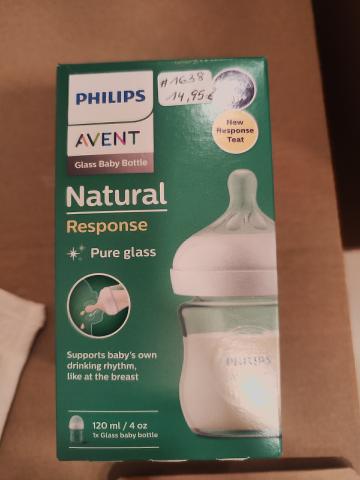 PHILIPS
#1638
14,95€
AVENT
New
Response
Teat
Glass Baby Bottle
Natural
Response
Pure glass
Supports baby's own
drinking rhythm,
like at the breast
PHILIPS
120 ml / 4 oz
1x Glass baby bottle